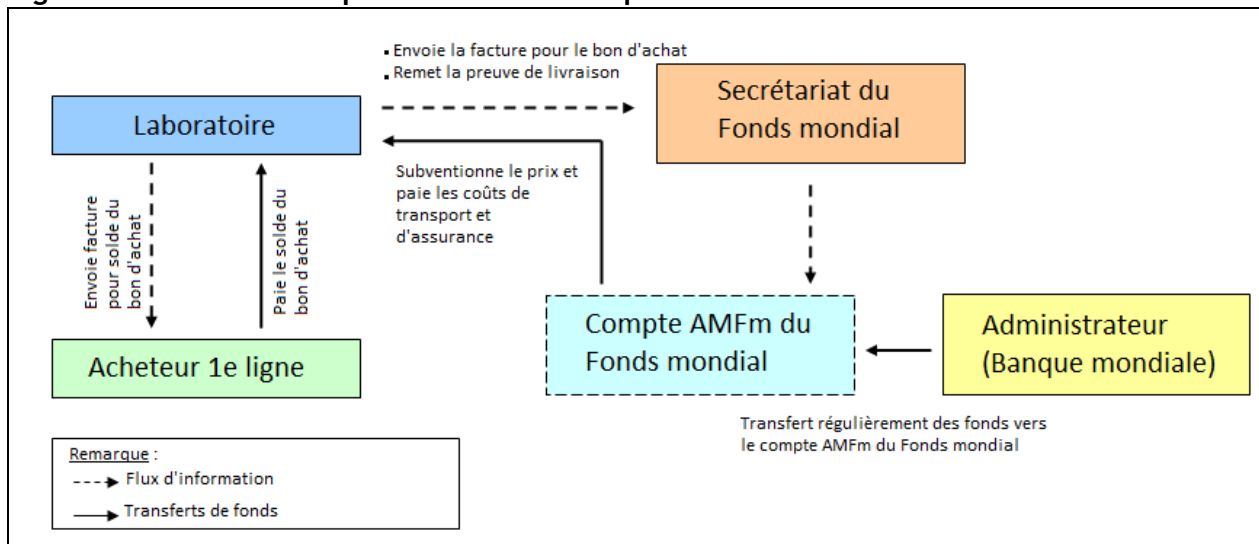 ▪ Envoie la facture pour le bon d'achat
▪ Remet la preuve de livraison
Laboratoire
Secrétariat du
Fonds mondial
Subventionne le prix et
paie les coûts de
transport et
d'assurance
Envoie facture
pour solde du
bon d'achat
Paie le solde du
bon d'achat
Acheteur 1e ligne
Compte AMFm du
Fonds mondial
Administrateur
(Banque mondiale)
Transfert régulièrement des fonds vers
le compte AMFm du Fonds mondial
Remarque :
Flux d'information
Transferts de fonds